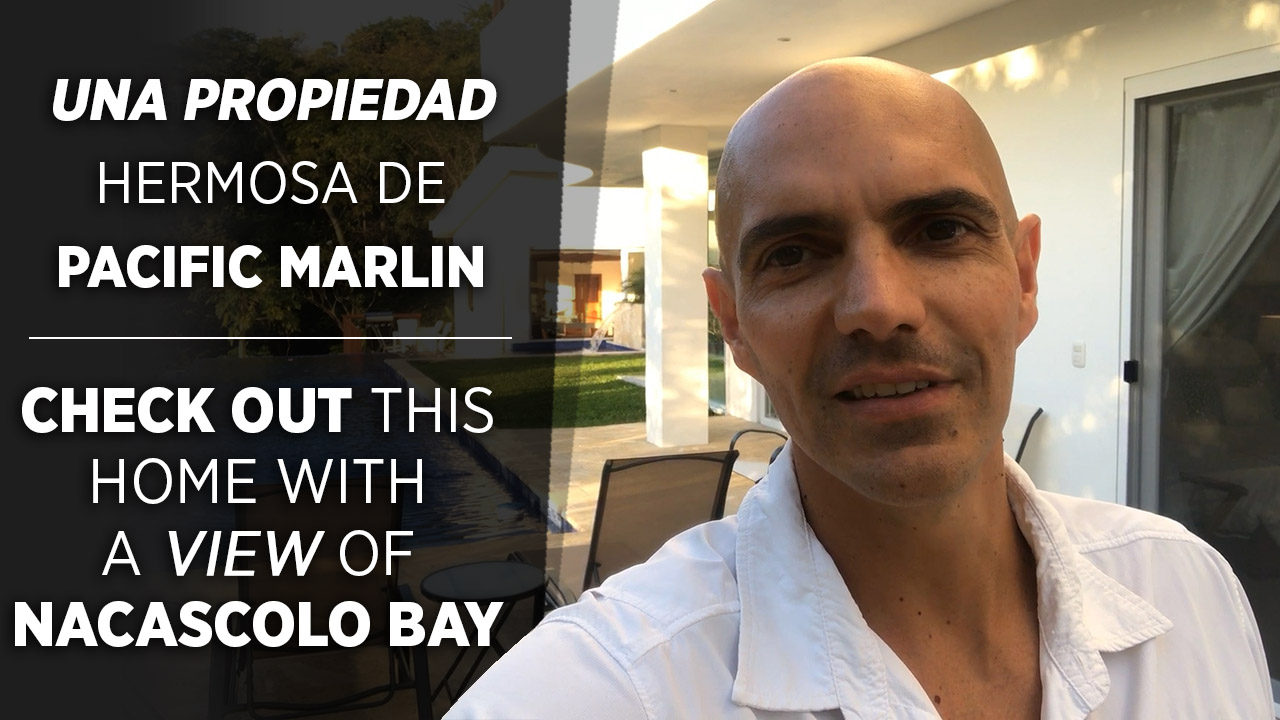 UNA PROPIEDAD
HERMOSA DE
PACIFIC MARLIN
CHECK OUT THIS
HOME WITH
A VIEW OF
NACASCOLO BAY